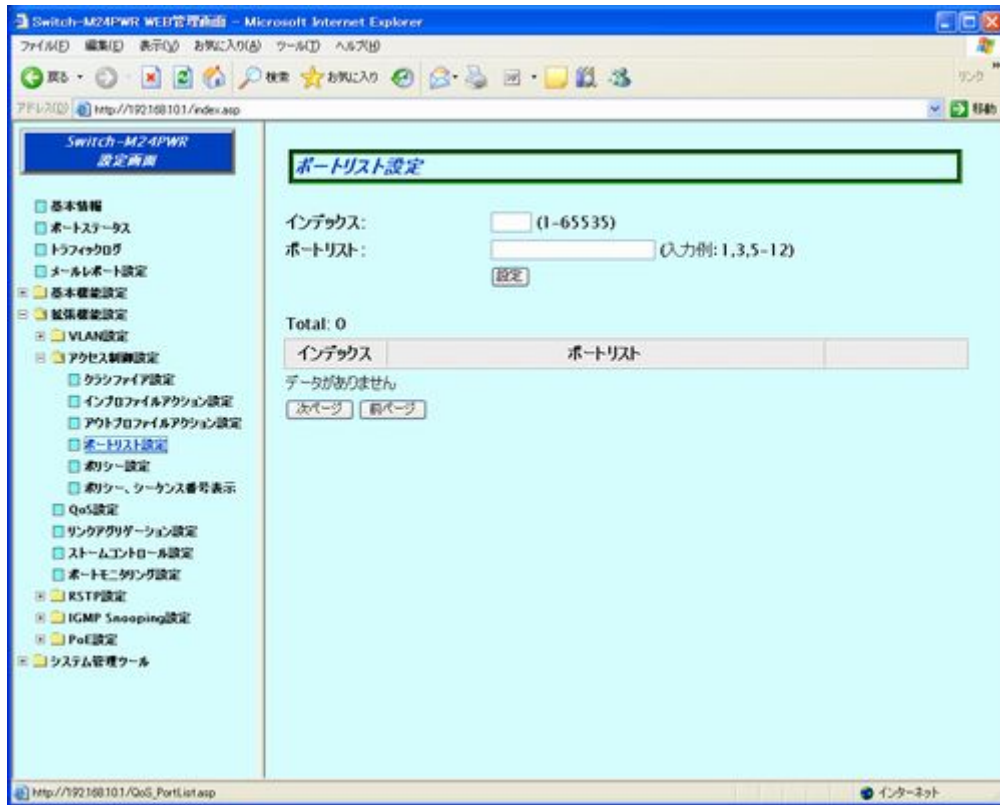 Switch-M24PWR WEB管理画面 - Microsoft Internet Explorer
ファイル(F) 編集(E) 表示(V) お気に入り(A) ツール(T) ヘルプ(H)
戻る 検索 お気に入り リンク
アドレス(D) http://192.168.10.1/index.asp 移動
Switch-M24PWR
設定画面
基本情報
ポートステータス
トラフィックログ
メールレポート設定
基本機能設定
拡張機能設定
VLAN設定
アクセス制御設定
クラシファイア設定
インプロファイルアクション設定
アウトプロファイルアクション設定
ポートリスト設定
ポリシー設定
ポリシー、シーケンス番号表示
QoS設定
リンクアグリゲーション設定
ストームコントロール設定
ポートモニタリング設定
RSTP設定
IGMP Snooping設定
PoE設定
システム管理ツール
ポートリスト設定
インデックス: (1-65535)
ポートリスト: (入力例: 1,3,5-12)
設定
Total: 0
インデックス ポートリスト
データがありません
次ページ 前ページ
http://192.168.10.1/QoS_PortList.asp インターネット